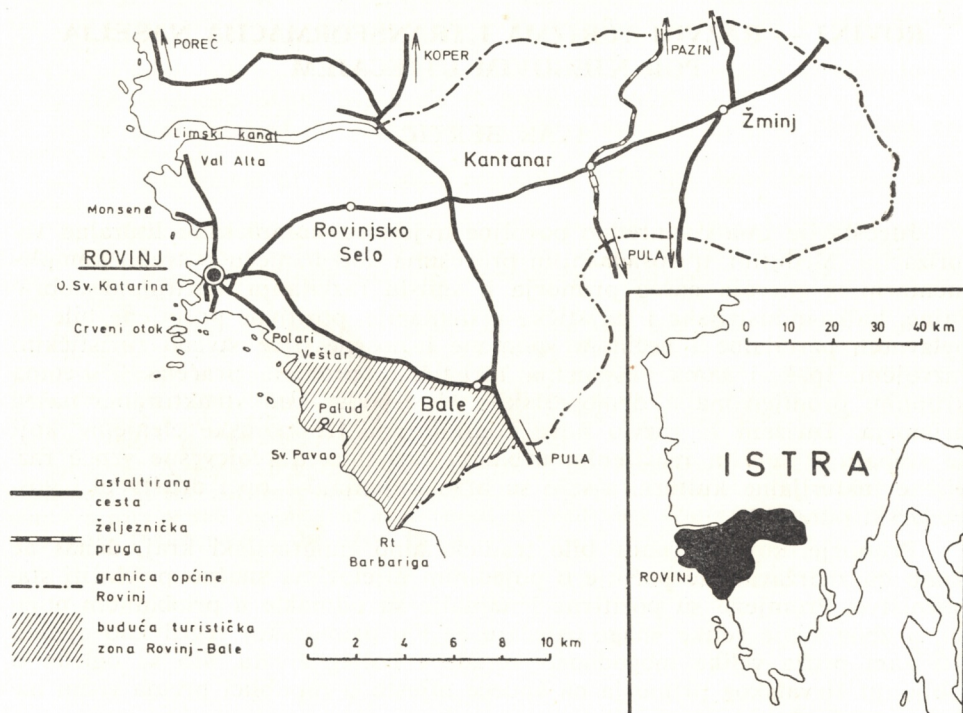 POREČ
KOPER
PAZIN
Limski kanal
Žminj
Val Alta
Kantanar
Monsena
Rovinjsko
Selo
PULA
ROVINJ
O. Sv. Katarina
Crveni otok
Polari
Veštar
0 10 20 30 40 km
Bale
Palud
Sv. Pavao
PULA
ISTRA
asfaltirana
cesta
željeznička
pruga
Rt
Barbariga
ROVINJ
granica općine
Rovinj
buduća turistička
zona Rovinj-Bale
0 2 4 6 8 10 km